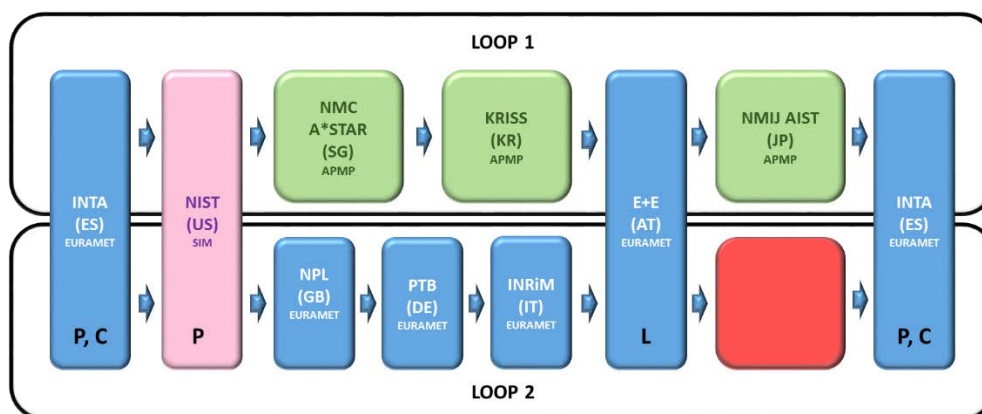 LOOP 1
INTA
(ES)
EURAMET
P, C
NIST
(US)
SIM
P
NMC
A*STAR
(SG)
APMP
KRISS
(KR)
APMP
NPL
(GB)
EURAMET
PTB
(DE)
EURAMET
INRiM
(IT)
EURAMET
E+E
(AT)
EURAMET
L
NMIJ AIST
(JP)
APMP
INTA
(ES)
EURAMET
P, C
LOOP 2